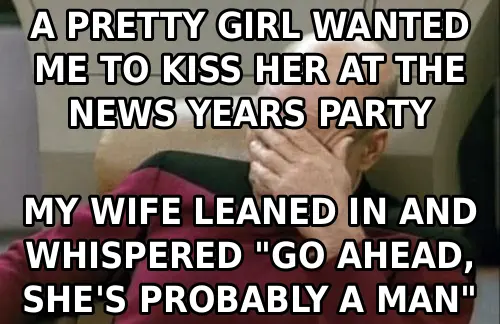 A PRETTY GIRL WANTED
ME TO KISS HER AT THE
NEWS YEARS PARTY
MY WIFE LEANED IN AND
WHISPERED "GO AHEAD,
SHE'S PROBABLY A MAN"